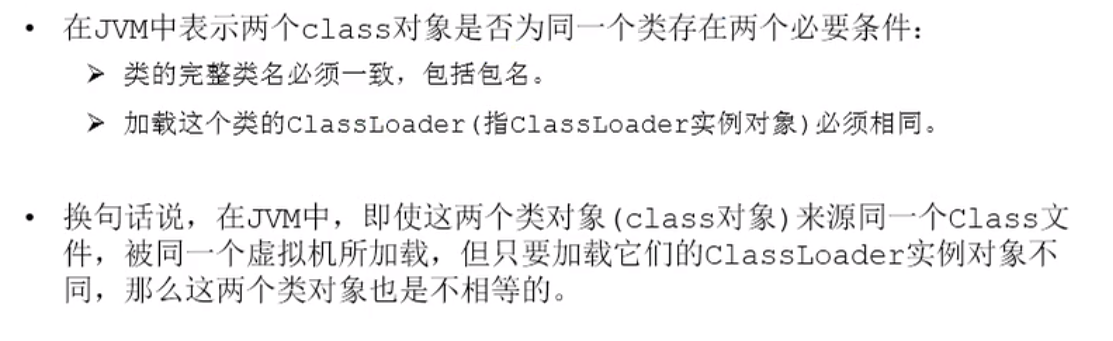 • 在JVM中表示两个class对象是否为同一个类存在两个必要条件：
➢ 类的完整类名必须一致，包括包名。
➢ 加载这个类的ClassLoader(指ClassLoader实例对象)必须相同。
• 换句话说，在JVM中，即使这两个类对象(class对象)来源同一个Class文
件，被同一个虚拟机所加载，但只要加载它们的ClassLoader实例对象不
同，那么这两个类对象也是不相等的。